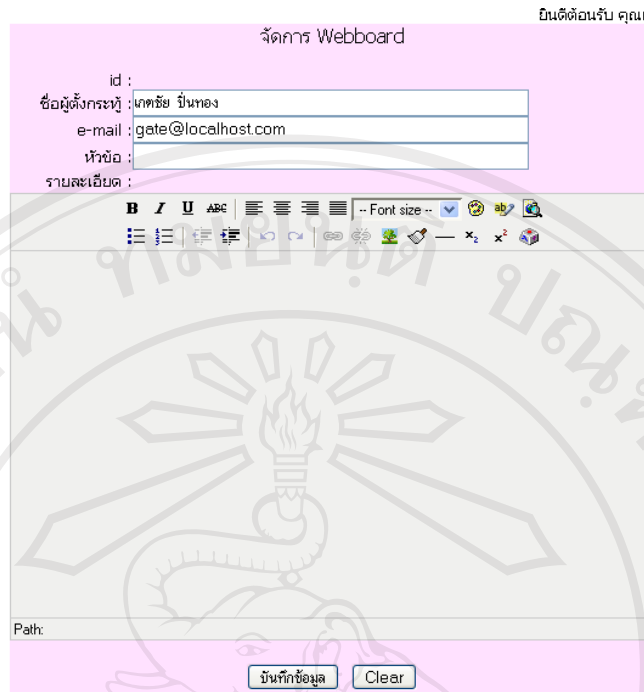 ยินดีต้อนรับ คุณ
จัดการ Webboard
id :
ชื่อผู้ตั้งกระทู้ : เกตชัย ปิ่นทอง
e-mail : gate@localhost.com
หัวข้อ :
รายละเอียด :
B I U ABC -- Font size --
Path:
บันทึกข้อมูล Clear